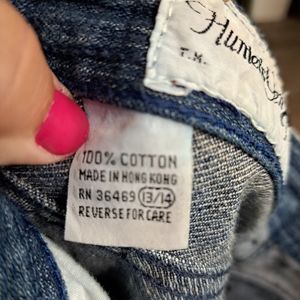 T.M.
100% COTTON
MADE IN HONG KONG
RN 36469 13/14
REVERSE FOR CARE